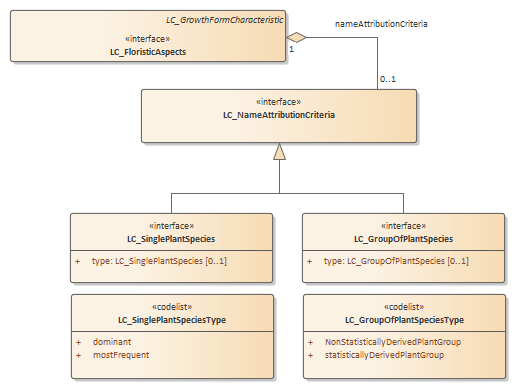 LC_GrowthFormCharacteristic
«interface»
LC_FloristicAspects
nameAttributionCriteria
1
0..1
«interface»
LC_NameAttributionCriteria
«interface»
LC_SinglePlantSpecies
+ type: LC_SinglePlantSpecies [0..1]
«interface»
LC_GroupOfPlantSpecies
+ type: LC_GroupOfPlantSpecies [0..1]
«codelist»
LC_SinglePlantSpeciesType
+ dominant
+ mostFrequent
«codelist»
LC_GroupOfPlantSpeciesType
+ NonStatisticallyDerivedPlantGroup
+ statisticallyDerivedPlantGroup